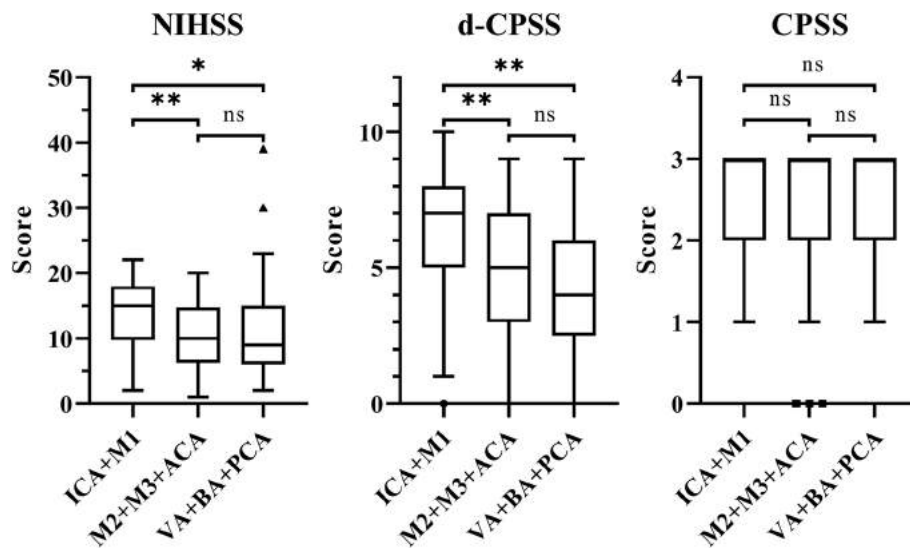 NIHSS
*
**
ns
50
40
30
20
10
0
Score
ICA+M1
M2+M3+ACA
VA+BA+PCA
d-CPSS
**
**
ns
10
5
0
Score
ICA+M1
M2+M3+ACA
VA+BA+PCA
CPSS
ns
ns
ns
4
3
2
1
0
Score
ICA+M1
M2+M3+ACA
VA+BA+PCA